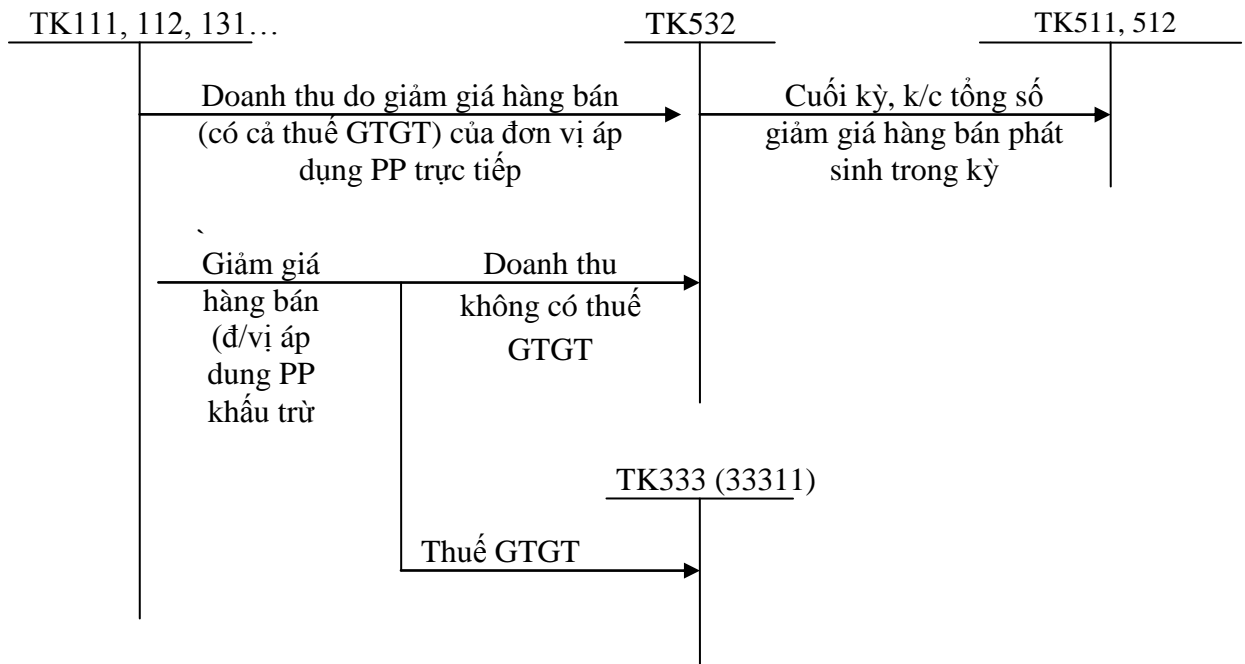 TK111, 112, 131…
TK532
TK511, 512
Doanh thu do giảm giá hàng bán
(có cả thuế GTGT) của đơn vị áp
dụng PP trực tiếp
Cuối kỳ, k/c tổng số
giảm giá hàng bán phát
sinh trong kỳ
`
Giảm giá
hàng bán
(đ/vị áp
dung PP
khấu trừ
Doanh thu
không có thuế
GTGT
TK333 (33311)
Thuế GTGT